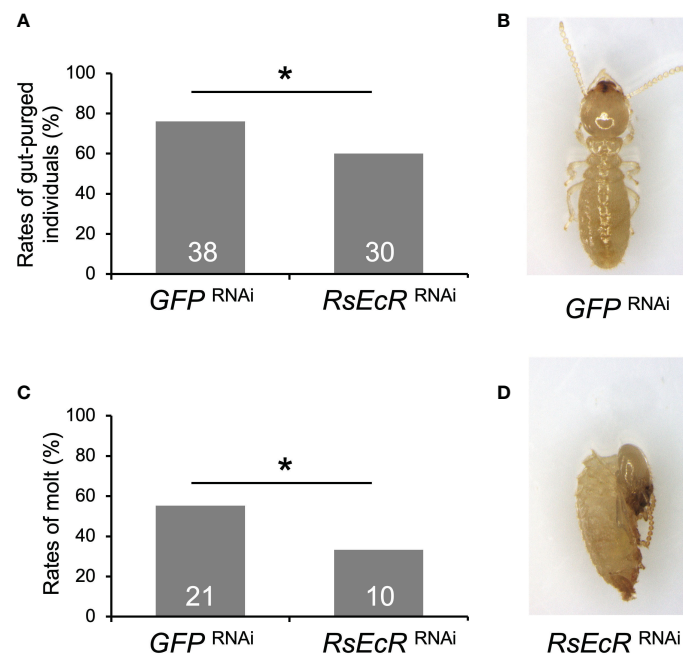 A
B
Rates of gut-purged
individuals (%)
100
80
60
40
20
0
*
38
30
GFP RNAi
RsEcR RNAi
GFP RNAi
C
D
Rates of molt (%)
100
80
60
40
20
0
*
21
10
GFP RNAi
RsEcR RNAi
RsEcR RNAi